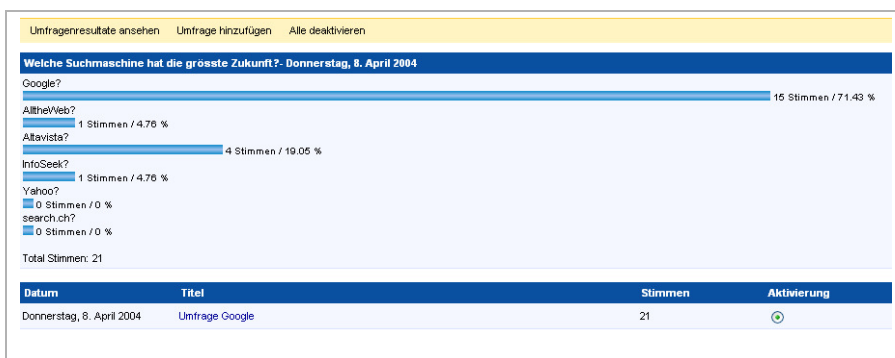 Umfragenresultate ansehen Umfrage hinzufügen Alle deaktivieren
Welche Suchmaschine hat die grösste Zukunft?- Donnerstag, 8. April 2004
Google?
15 Stimmen / 71.43 %
AlltheWeb?
1 Stimmen / 4.76 %
Altavista?
4 Stimmen / 19.05 %
InfoSeek?
1 Stimmen / 4.76 %
Yahoo?
0 Stimmen / 0 %
search.ch?
0 Stimmen / 0 %
Total Stimmen: 21
Datum Titel Stimmen Aktivierung
Donnerstag, 8. April 2004 Umfrage Google 21